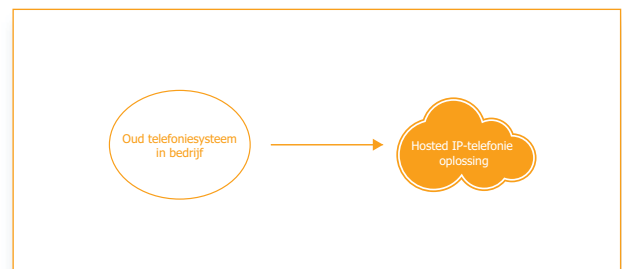 Oud telefoniesysteem
in bedrijf
Hosted IP-telefonie
oplossing